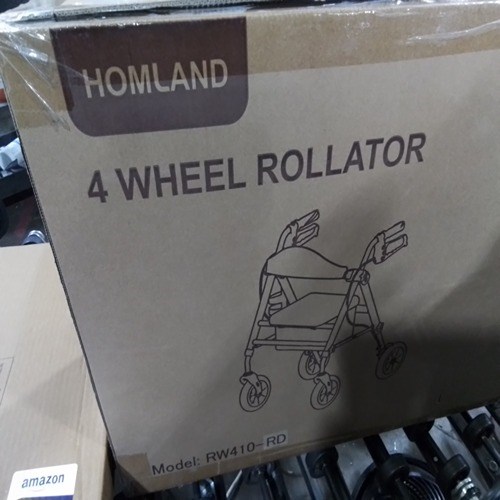 HOMLAND
4 WHEEL ROLLATOR
Model: RW410-RD
amazon